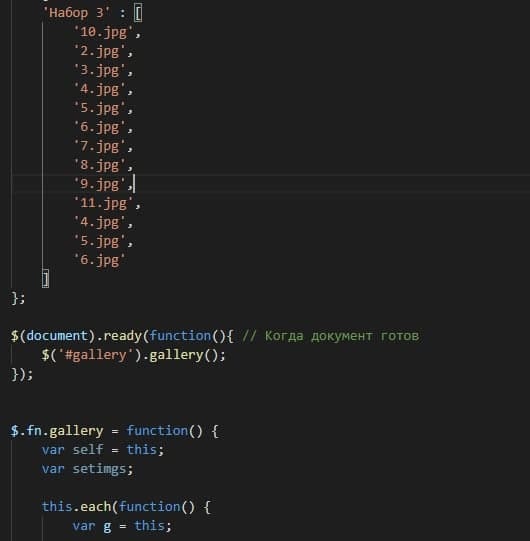 'Набор 3' : [
'10.jpg',
'2.jpg',
'3.jpg',
'4.jpg',
'5.jpg',
'6.jpg',
'7.jpg',
'8.jpg',
'9.jpg',
'11.jpg',
'4.jpg',
'5.jpg',
'6.jpg'
]
};
$(document).ready(function(){ // Когда документ готов
$('#gallery').gallery();
});
$.fn.gallery = function() {
var self = this;
var setimgs;
this.each(function() {
var g = this;